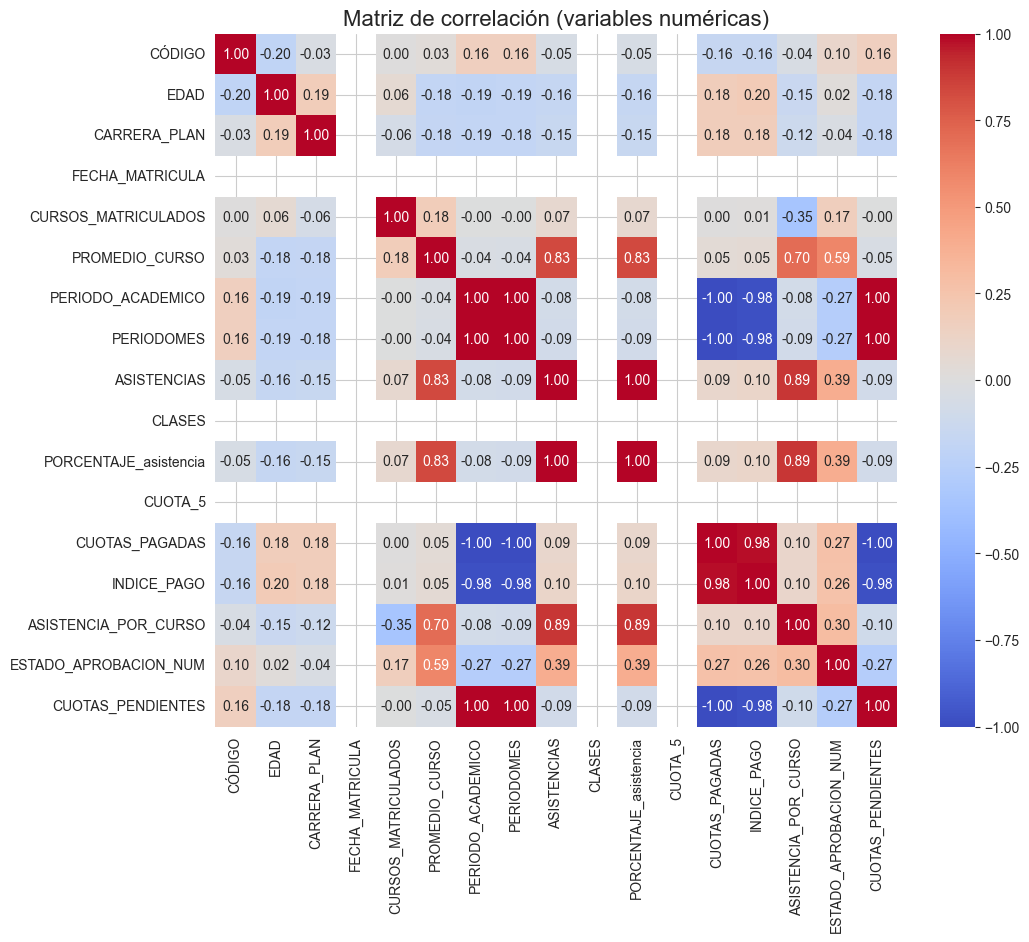 Matriz de correlación (variables numéricas)
CÓDIGO 1.00 -0.20 -0.03 0.00 0.03 0.16 0.16 -0.05 -0.05 -0.16 -0.16 -0.04 0.10 0.16
EDAD -0.20 1.00 0.19 0.06 -0.18 -0.19 -0.19 -0.16 -0.16 0.18 0.20 -0.15 0.02 -0.18
CARRERA_PLAN -0.03 0.19 1.00 -0.06 -0.18 -0.19 -0.18 -0.15 -0.15 0.18 0.18 -0.12 -0.04 -0.18
FECHA_MATRICULA
CURSOS_MATRICULADOS 0.00 0.06 -0.06 1.00 0.18 -0.00 -0.00 0.07 0.07 0.00 0.01 -0.35 0.17 -0.00
PROMEDIO_CURSO 0.03 -0.18 -0.18 0.18 1.00 -0.04 -0.04 0.83 0.83 0.05 0.05 0.70 0.59 -0.05
PERIODO_ACADEMICO 0.16 -0.19 -0.19 -0.00 -0.04 1.00 1.00 -0.08 -0.08 -1.00 -0.98 -0.08 -0.27 1.00
PERIODOMES 0.16 -0.19 -0.18 -0.00 -0.04 1.00 1.00 -0.09 -0.09 -1.00 -0.98 -0.09 -0.27 1.00
ASISTENCIAS -0.05 -0.16 -0.15 0.07 0.83 -0.08 -0.09 1.00 1.00 0.09 0.10 0.89 0.39 -0.09
CLASES
PORCENTAJE_asistencia -0.05 -0.16 -0.15 0.07 0.83 -0.08 -0.09 1.00 1.00 0.09 0.10 0.89 0.39 -0.09
CUOTA_5
CUOTAS_PAGADAS -0.16 0.18 0.18 0.00 0.05 -1.00 -1.00 0.09 0.09 1.00 0.98 0.10 0.27 -1.00
INDICE_PAGO -0.16 0.20 0.18 0.01 0.05 -0.98 -0.98 0.10 0.10 0.98 1.00 0.10 0.26 -0.98
ASISTENCIA_POR_CURSO -0.04 -0.15 -0.12 -0.35 0.70 -0.08 -0.09 0.89 0.89 0.10 0.10 1.00 0.30 -0.10
ESTADO_APROBACION_NUM 0.10 0.02 -0.04 0.17 0.59 -0.27 -0.27 0.39 0.39 0.27 0.26 0.30 1.00 -0.27
CUOTAS_PENDIENTES 0.16 -0.18 -0.18 -0.00 -0.05 1.00 1.00 -0.09 -0.09 -1.00 -0.98 -0.10 -0.27 1.00
CÓDIGO
EDAD
CARRERA_PLAN
FECHA_MATRICULA
CURSOS_MATRICULADOS
PROMEDIO_CURSO
PERIODO_ACADEMICO
PERIODOMES
ASISTENCIAS
CLASES
PORCENTAJE_asistencia
CUOTA_5
CUOTAS_PAGADAS
INDICE_PAGO
ASISTENCIA_POR_CURSO
ESTADO_APROBACION_NUM
CUOTAS_PENDIENTES
1.00
0.75
0.50
0.25
0.00
−0.25
−0.50
−0.75
−1.00